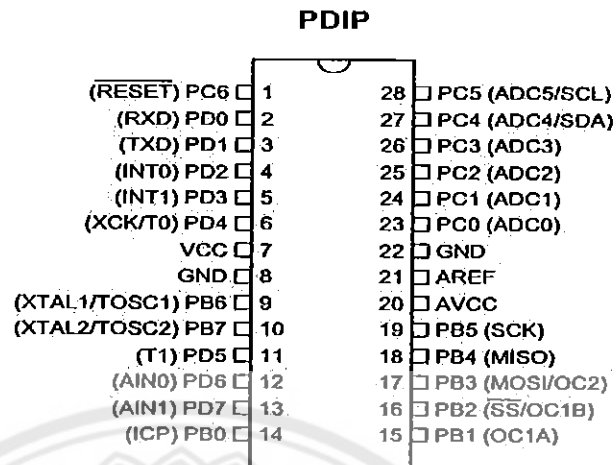 PDIP
(RESET) PC6 1 28 PC5 (ADC5/SCL)
(RXD) PD0 2 27 PC4 (ADC4/SDA)
(TXD) PD1 3 26 PC3 (ADC3)
(INT0) PD2 4 25 PC2 (ADC2)
(INT1) PD3 5 24 PC1 (ADC1)
(XCK/T0) PD4 6 23 PC0 (ADC0)
VCC 7 22 GND
GND 8 21 AREF
(XTAL1/TOSC1) PB6 9 20 AVCC
(XTAL2/TOSC2) PB7 10 19 PB5 (SCK)
(T1) PD5 11 18 PB4 (MISO)
(AIN0) PD6 12 17 PB3 (MOSI/OC2)
(AIN1) PD7 13 16 PB2 (SS/OC1B)
(ICP) PB0 14 15 PB1 (OC1A)